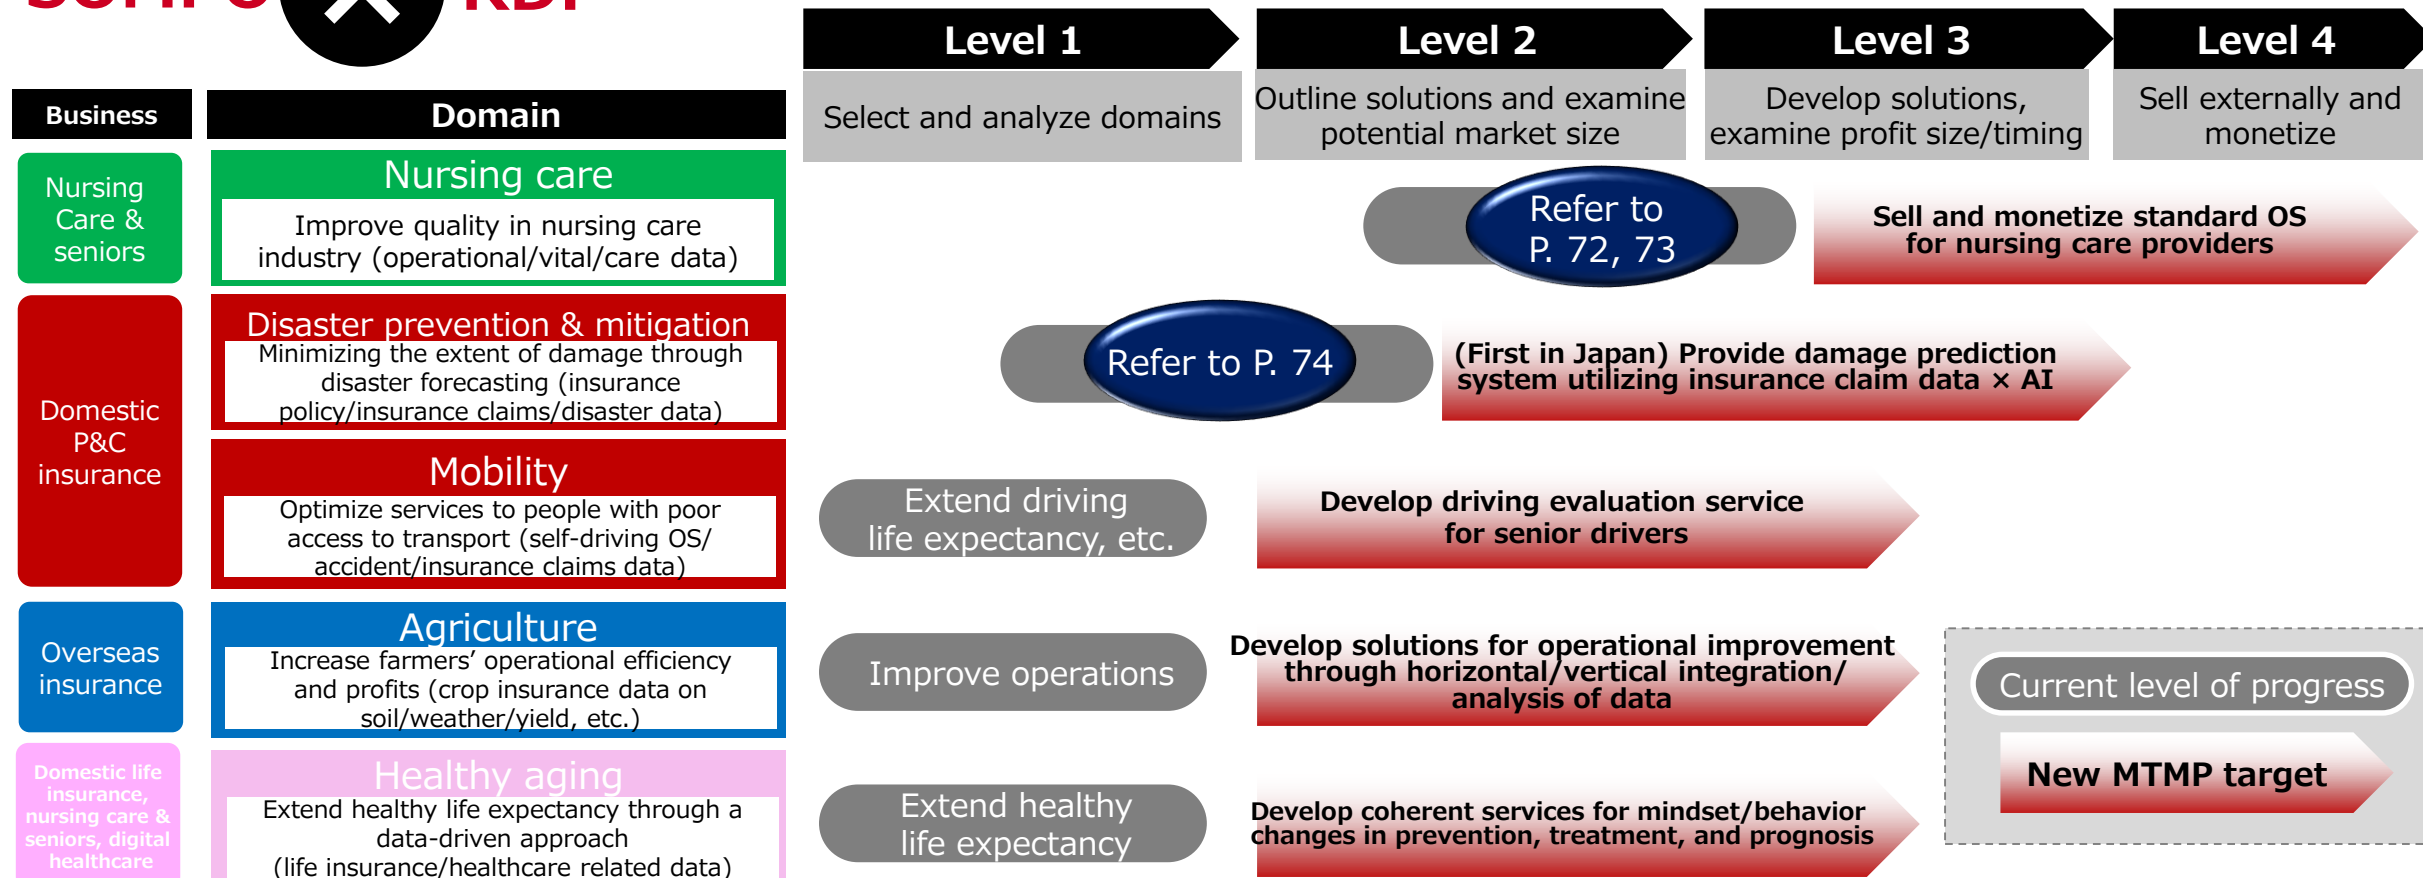 Level 1
Level 2
Level 3
Level 4
Select and analyze domains
Outline solutions and examine
potential market size
Develop solutions,
examine profit size/timing
Sell externally and
monetize
Business
Domain
Nursing
Care &
seniors
Nursing care
Improve quality in nursing care
industry (operational/vital/care data)
Refer to
P. 72, 73
Sell and monetize standard OS
for nursing care providers
Domestic
P&C
insurance
Disaster prevention & mitigation
Minimizing the extent of damage through
disaster forecasting (insurance
policy/insurance claims/disaster data)
Refer to P. 74
(First in Japan) Provide damage prediction
system utilizing insurance claim data × AI
Mobility
Optimize services to people with poor
access to transport (self-driving OS/
accident/insurance claims data)
Extend driving
life expectancy, etc.
Develop driving evaluation service
for senior drivers
Overseas
insurance
Agriculture
Increase farmers’ operational efficiency
and profits (crop insurance data on
soil/weather/yield, etc.)
Improve operations
Develop solutions for operational improvement
through horizontal/vertical integration/
analysis of data
Domestic life
insurance,
nursing care &
seniors, digital
healthcare
Healthy aging
Extend healthy life expectancy through a
data-driven approach
(life insurance/healthcare related data)
Extend healthy
life expectancy
Develop coherent services for mindset/behavior
changes in prevention, treatment, and prognosis
Current level of progress
New MTMP target